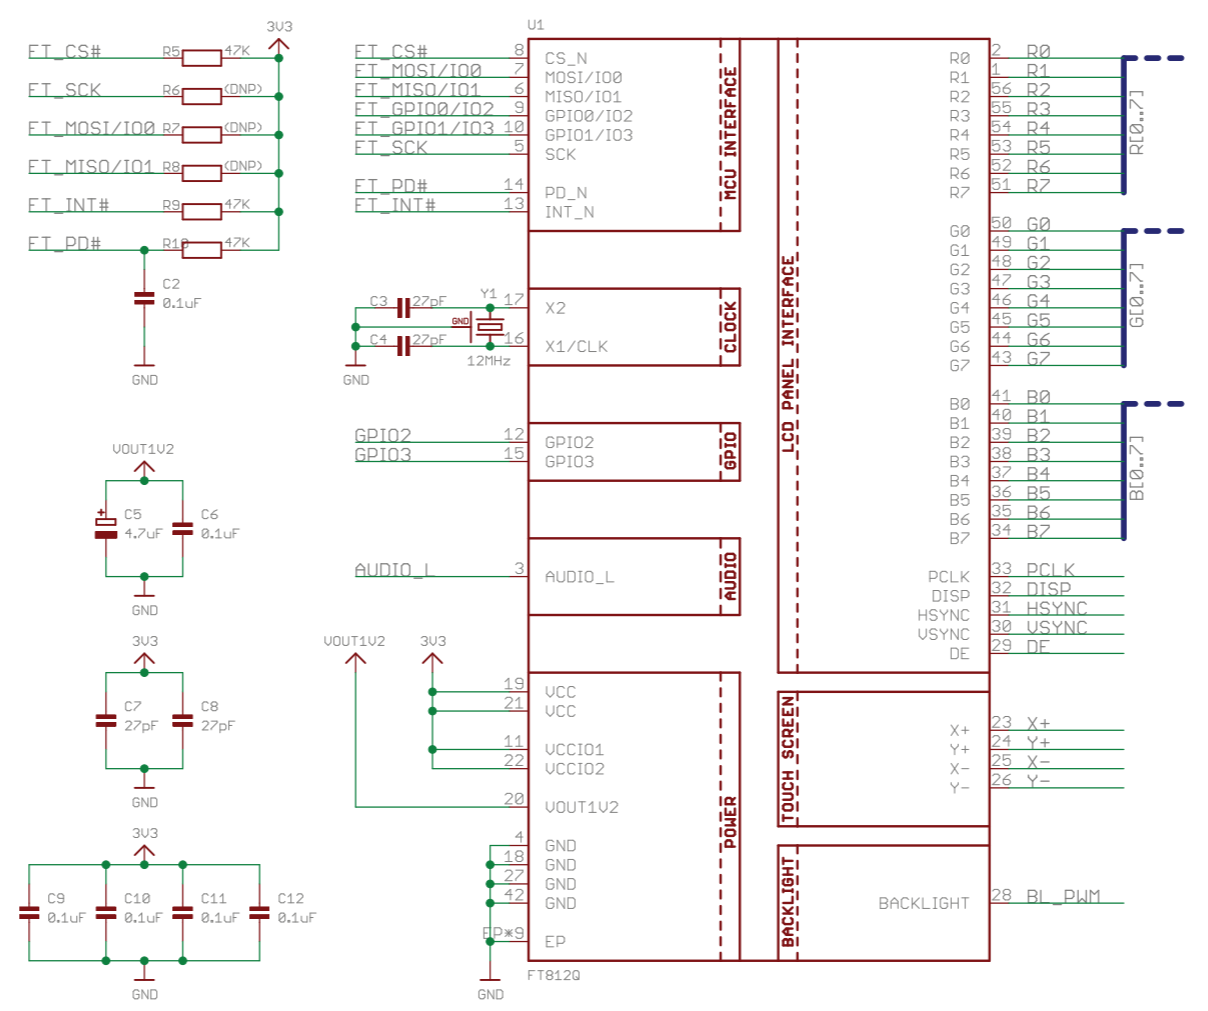 3V3
FT_CS# R5 47K
FT_SCK R6 (DNP)
FT_MOSI/IO0 R7 (DNP)
FT_MISO/IO1 R8 (DNP)
FT_INT# R9 47K
FT_PD# R10 47K
C2
0.1uF
GND
VOUT1V2
C5
4.7uF
C6
0.1uF
GND
3V3
C7
27pF
C8
27pF
GND
3V3
C9
0.1uF
C10
0.1uF
C11
0.1uF
C12
0.1uF
GND
U1
FT_CS# 8 CS_N
FT_MOSI/IO0 7 MOSI/IO0
FT_MISO/IO1 6 MISO/IO1
FT_GPIO0/IO2 9 GPIO0/IO2
FT_GPIO1/IO3 10 GPIO1/IO3
FT_SCK 5 SCK
FT_PD# 14 PD_N
FT_INT# 13 INT_N
MCU INTERFACE
C3 27pF
Y1
17 X2
GND
C4 27pF
16 X1/CLK
12MHz
GND
CLOCK
GPIO2 12 GPIO2
GPIO3 15 GPIO3
GPIO
AUDIO_L 3 AUDIO_L
AUDIO
VOUT1V2
3V3
19 VCC
21 VCC
11 VCCIO1
22 VCCIO2
20 VOUT1V2
4 GND
18 GND
27 GND
42 GND
EP*9 EP
POWER
GND
FT812Q
LCD PANEL INTERFACE
R0 2 R0
R1 1 R1
R2 56 R2
R3 55 R3
R4 54 R4
R5 53 R5
R6 52 R6
R7 51 R7
R[0..7]
G0 50 G0
G1 49 G1
G2 48 G2
G3 47 G3
G4 46 G4
G5 45 G5
G6 44 G6
G7 43 G7
G[0..7]
B0 41 B0
B1 40 B1
B2 39 B2
B3 38 B3
B4 37 B4
B5 36 B5
B6 35 B6
B7 34 B7
B[0..7]
PCLK 33 PCLK
DISP 32 DISP
HSYNC 31 HSYNC
VSYNC 30 VSYNC
DE 29 DE
TOUCH SCREEN
X+ 23 X+
Y+ 24 Y+
X- 25 X-
Y- 26 Y-
BACKLIGHT
BACKLIGHT 28 BL_PWM